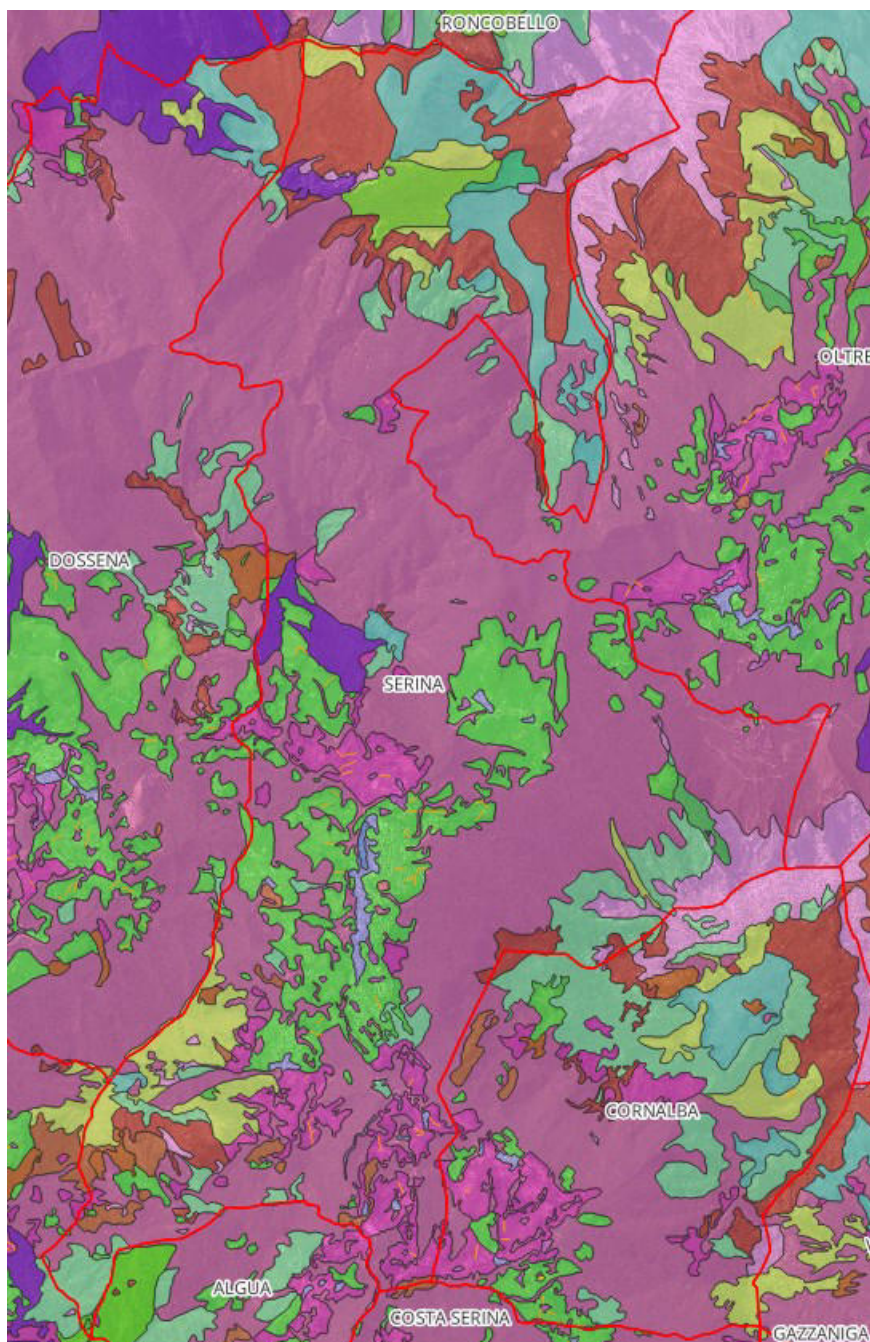 RONCOBELLO
OLTRE
DOSSENA
SERINA
CORNALBA
ALGUA
COSTA SERINA
GAZZANIGA
V